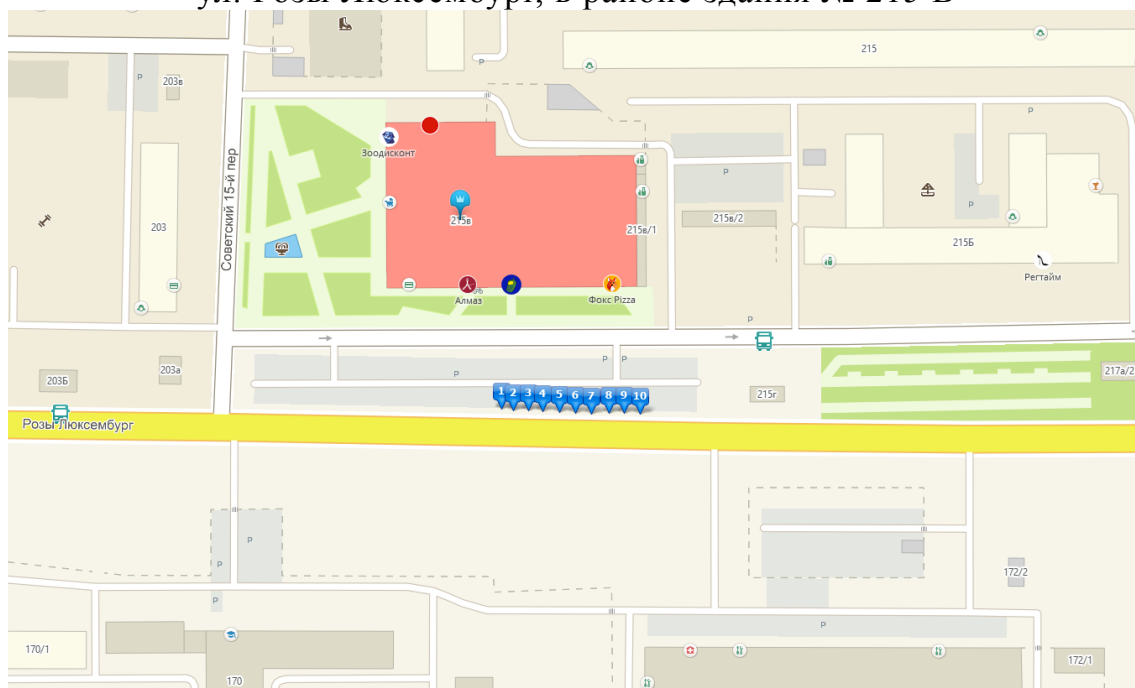 ул. Розы Люксембург, в районе здания № 215 В
215
P
P
203в
P
Зоодисконт
Советский 15-й пер
P
203
215в
215в/1
215в/2
P
215Б
Регтайм
Алмаз
Фокс Pizza
P
P P
203а
203Б
P
217а/2
215г
1 2 3 4 5 6 7 8 9 10
Розы Люксембург
P
P
172/2
P
P
170/1
170
172/1